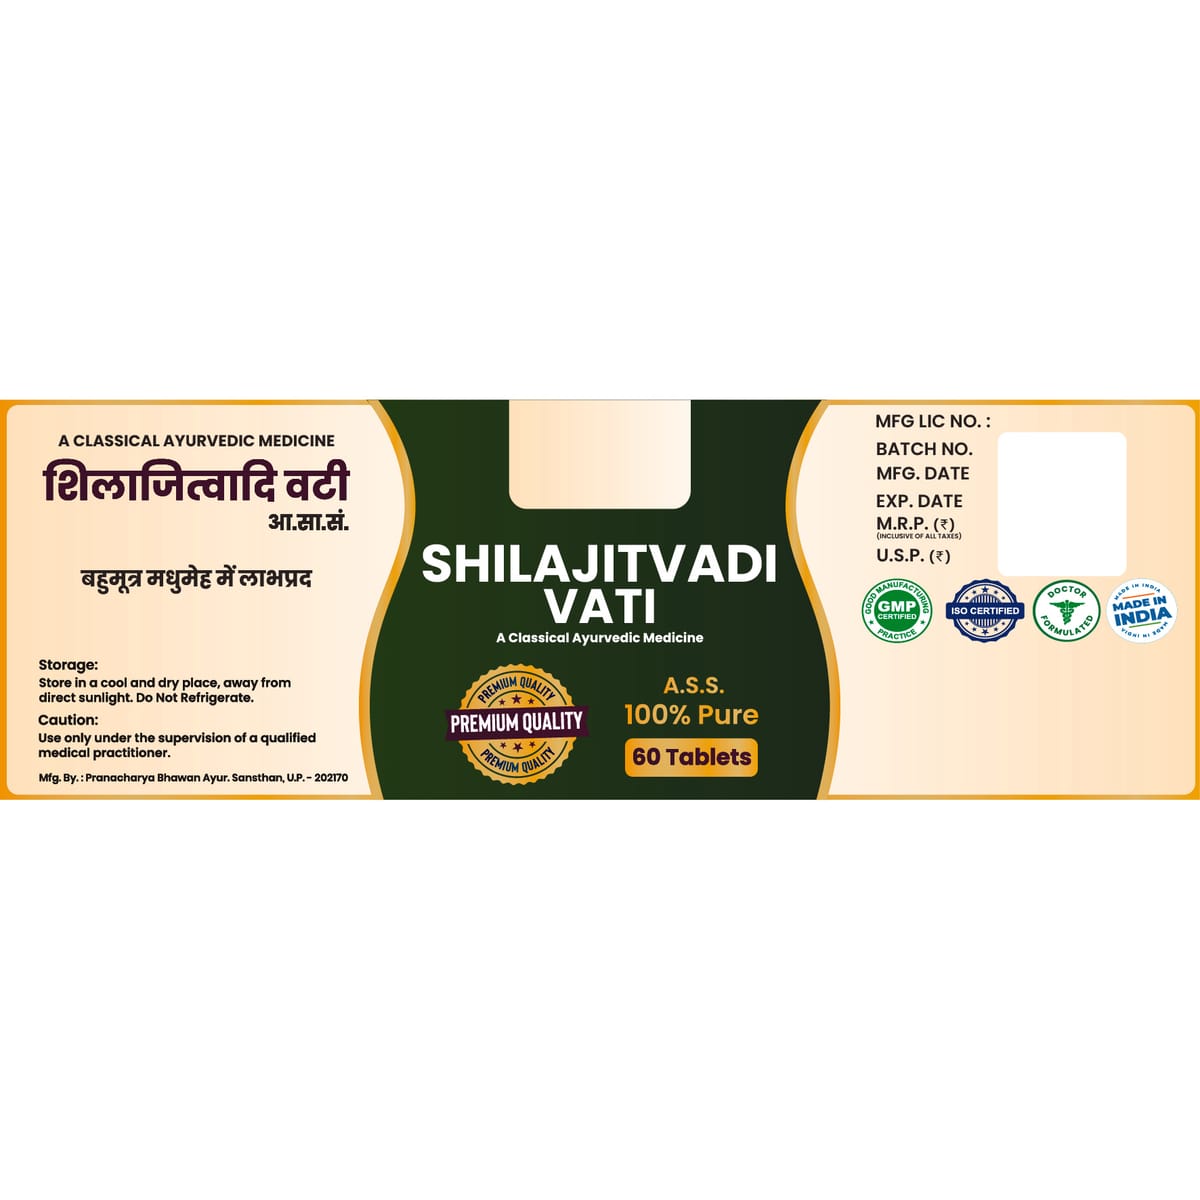 A CLASSICAL AYURVEDIC MEDICINE
शिलाजित्वादि वटी
आ.सा.सं.
बहुमूत्र मधुमेह में लाभप्रद
Storage:
Store in a cool and dry place, away from
direct sunlight. Do Not Refrigerate.
Caution:
Use only under the supervision of a qualified
medical practitioner.
Mfg. By. : Pranacharya Bhawan Ayur. Sansthan, U.P. - 202170
SHILAJITVADI
VATI
A Classical Ayurvedic Medicine
PREMIUM QUALITY
PREMIUM QUALITY
PREMIUM QUALITY
A.S.S.
100% Pure
60 Tablets
MFG LIC NO. :
BATCH NO.
MFG. DATE
EXP. DATE
M.R.P. (₹)
(INCLUSIVE OF ALL TAXES)
U.S.P. (₹)
GOOD MANUFACTURING
GMP
CERTIFIED
PRACTICE
ISO CERTIFIED
DOCTOR
FORMULATED
MADE IN INDIA
MADE IN
INDIA
MADE IN INDIA